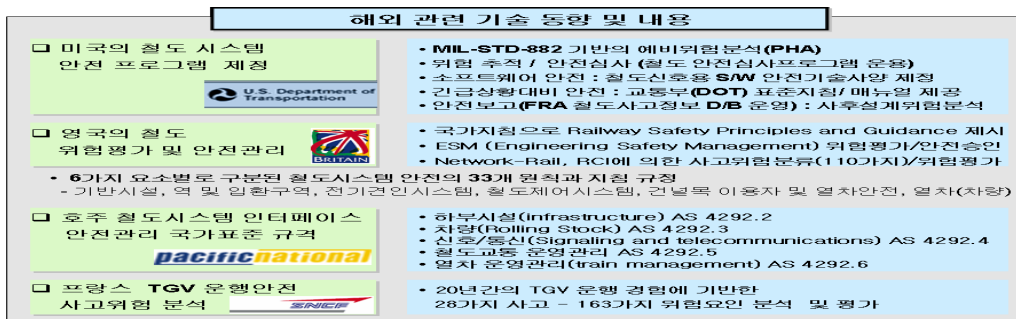 해외 관련 기술 동향 및 내용
❑ 미국의 철도 시스템
안전 프로그램 제정
U.S. Department of
Transportation
• MIL-STD-882 기반의 예비위험분석(PHA)
• 위험 추적 / 안전심사 (철도 안전심사프로그램 운용)
• 소프트웨어 안전 : 철도신호용 S/W 안전기술사양 제정
• 긴급상황대비 안전 : 교통부(DOT) 표준지침/ 매뉴얼 제공
• 안전보고(FRA 철도사고정보 D/B 운영) : 사후설계위험분석
❑ 영국의 철도
위험평가 및 안전관리
BRITAIN
• 국가지침으로 Railway Safety Principles and Guidance 제시
• ESM (Engineering Safety Management) 위험평가/안전승인
• Network-Rail, RCI에 의한 사고위험분류(110가지)/위험평가
• 6가지 요소별로 구분된 철도시스템 안전의 33개 원칙과 지침 규정
- 기반시설, 역 및 입환구역, 전기견인시스템, 철도제어시스템, 건널목 이용자 및 열차안전, 열차(차량)
❑ 호주 철도시스템 인터페이스
안전관리 국가표준 규격
pacificnational
• 하부시설(infrastructure) AS 4292.2
• 차량(Rolling Stock) AS 4292.3
• 신호/통신(Signaling and telecommunications) AS 4292.4
• 철도교통 운영관리 AS 4292.5
• 열차 운영관리(train management) AS 4292.6
❑ 프랑스 TGV 운행안전
사고위험 분석
SNCF
• 20년간의 TGV 운행 경험에 기반한
28가지 사고 – 163가지 위험요인 분석 및 평가